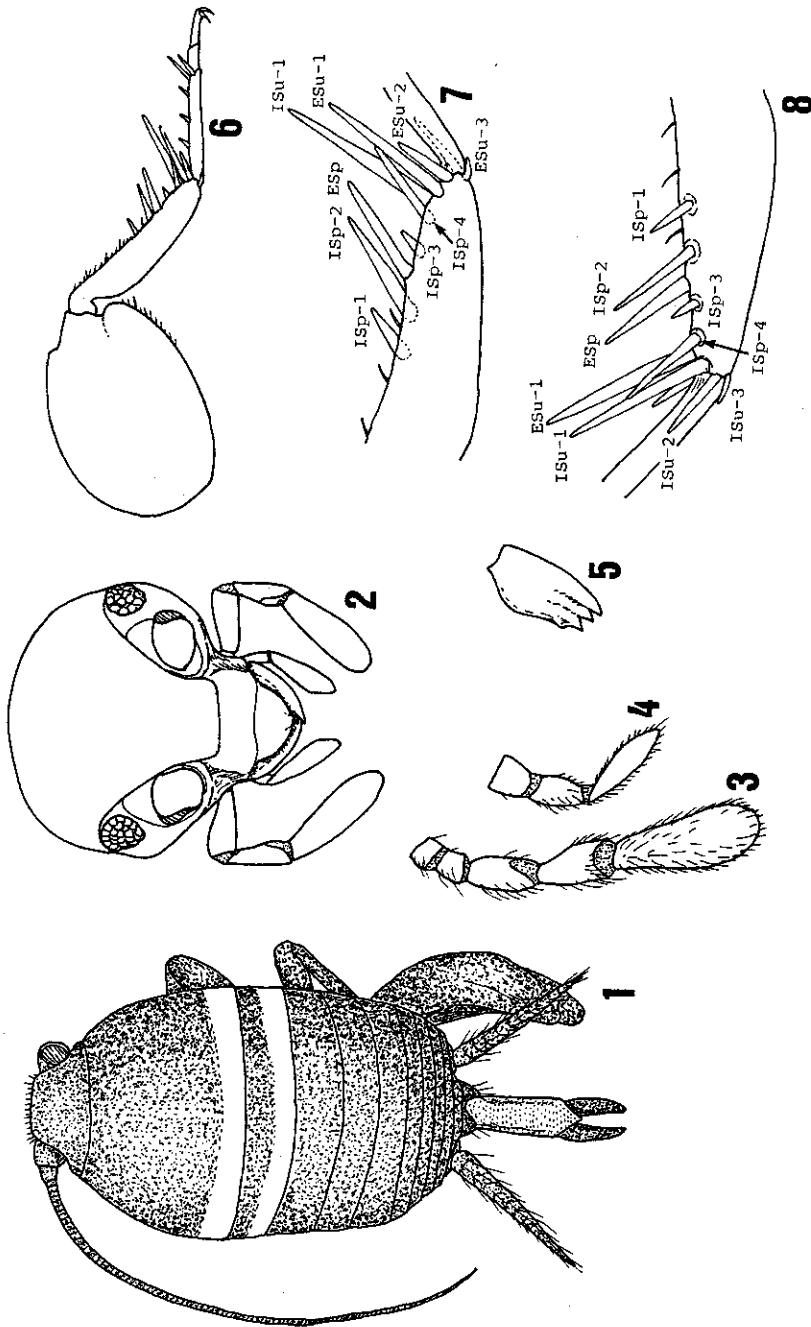 1
2
3
4
5
6
7
ISp-1
ISp-2
ESp
ISp-3
ISp-4
ISu-1
ESu-1
ESu-2
ESu-3
8
ESu-1
ISu-1
ESp
ISp-2
ISp-1
ISu-2
ISu-3
ISp-4
ISp-3